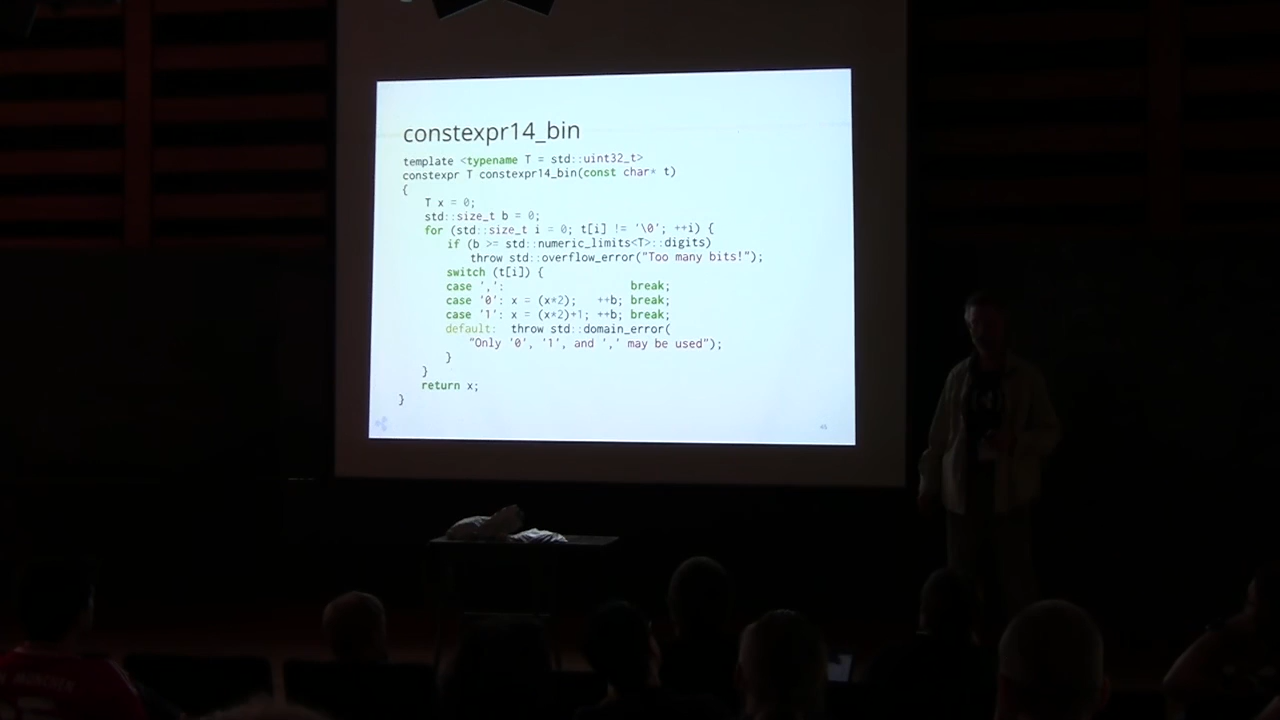 constexpr14_bin
template <typename T = std::uint32_t>
constexpr T constexpr14_bin(const char* t)
{
T x = 0;
std::size_t b = 0;
for (std::size_t i = 0; t[i] != '\0'; ++i) {
if (b >= std::numeric_limits<T>::digits)
throw std::overflow_error("Too many bits!");
switch (t[i]) {
case ',': break;
case '0': x = (x*2); ++b; break;
case '1': x = (x*2)+1; ++b; break;
default: throw std::domain_error(
"Only '0', '1', and ',' may be used");
}
}
return x;
}